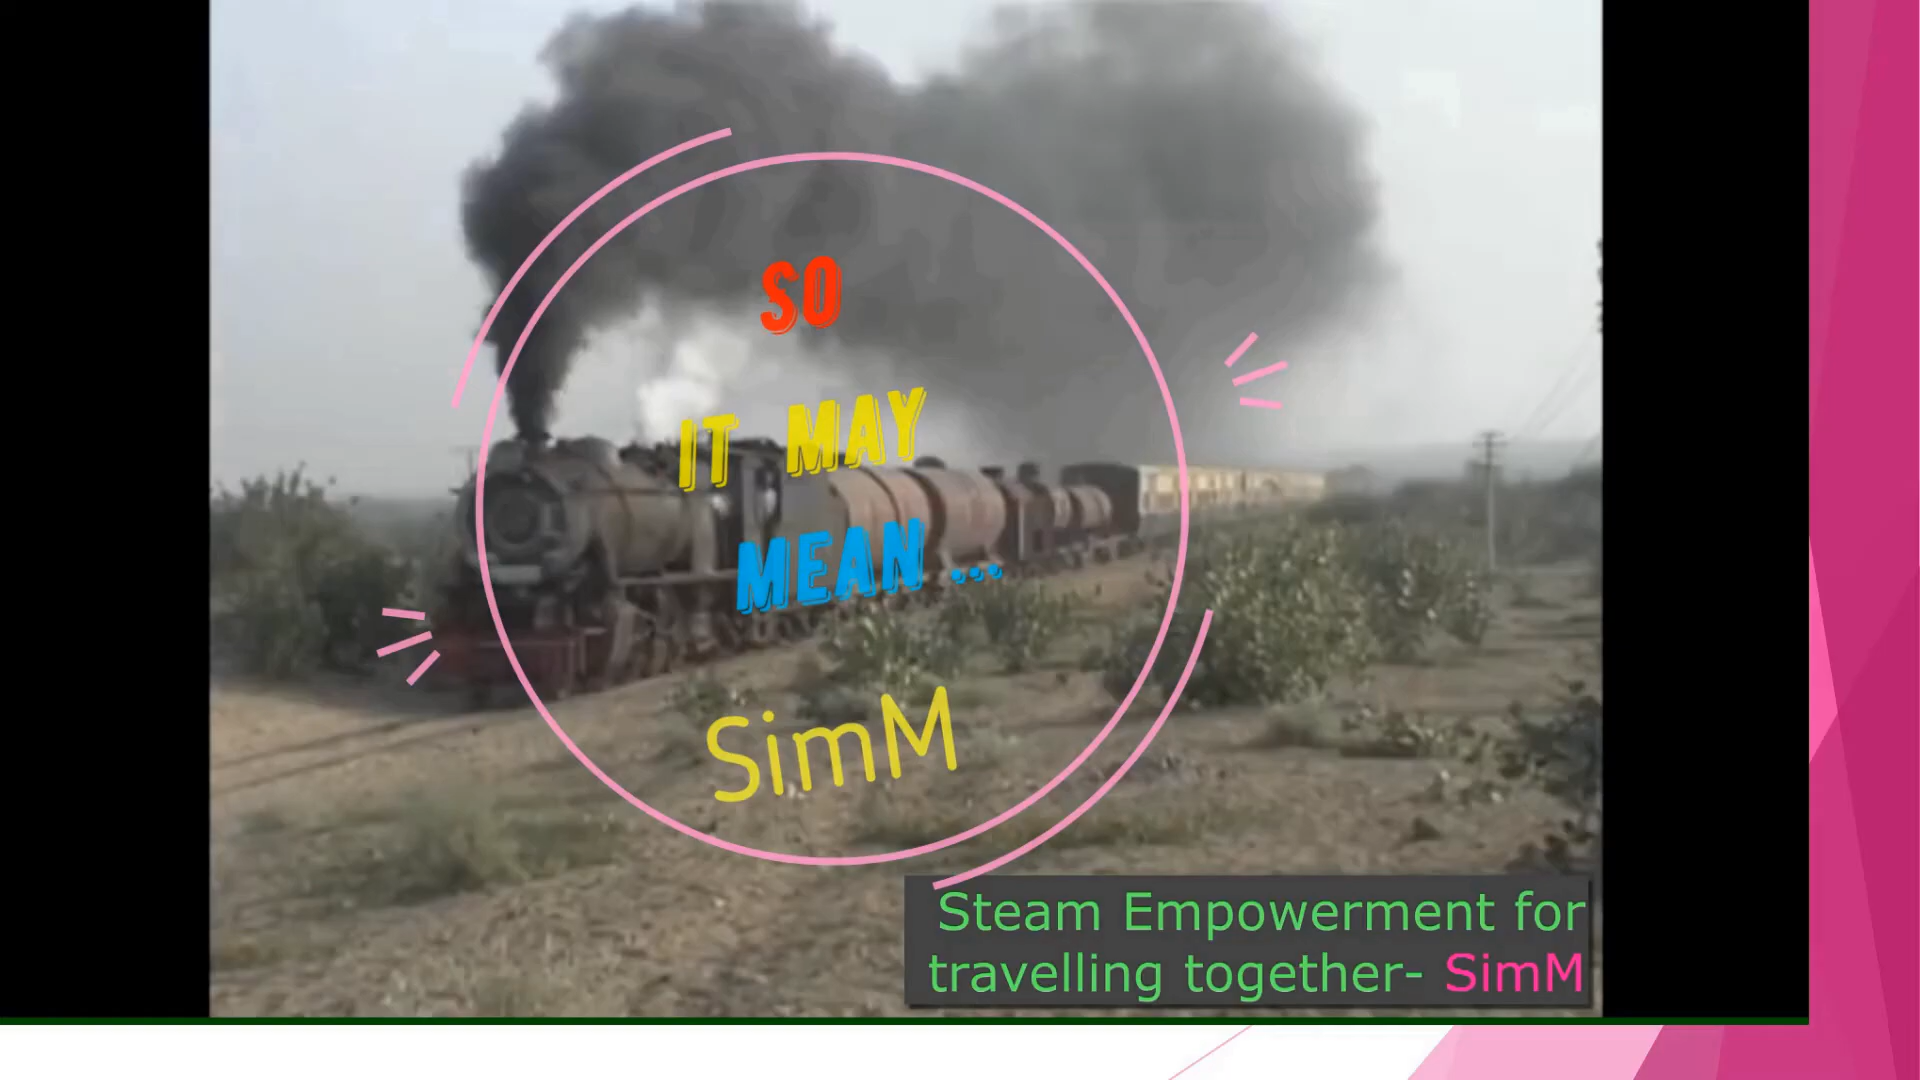 SO
IT MAY
MEAN ...
SimM
Steam Empowerment for
travelling together- SimM